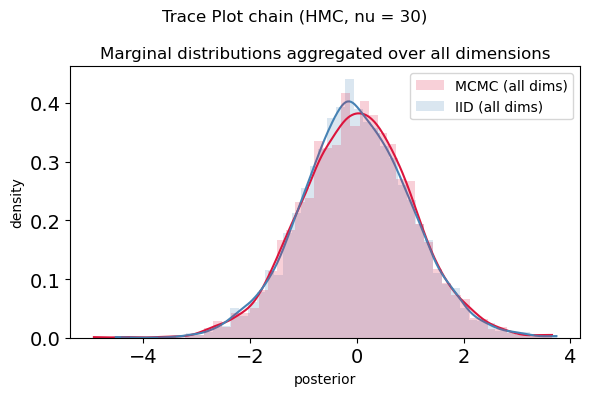 Trace Plot chain (HMC, nu = 30)
Marginal distributions aggregated over all dimensions
MCMC (all dims)
IID (all dims)
density
0.4
0.3
0.2
0.1
0.0
−4
−2
0
2
4
posterior